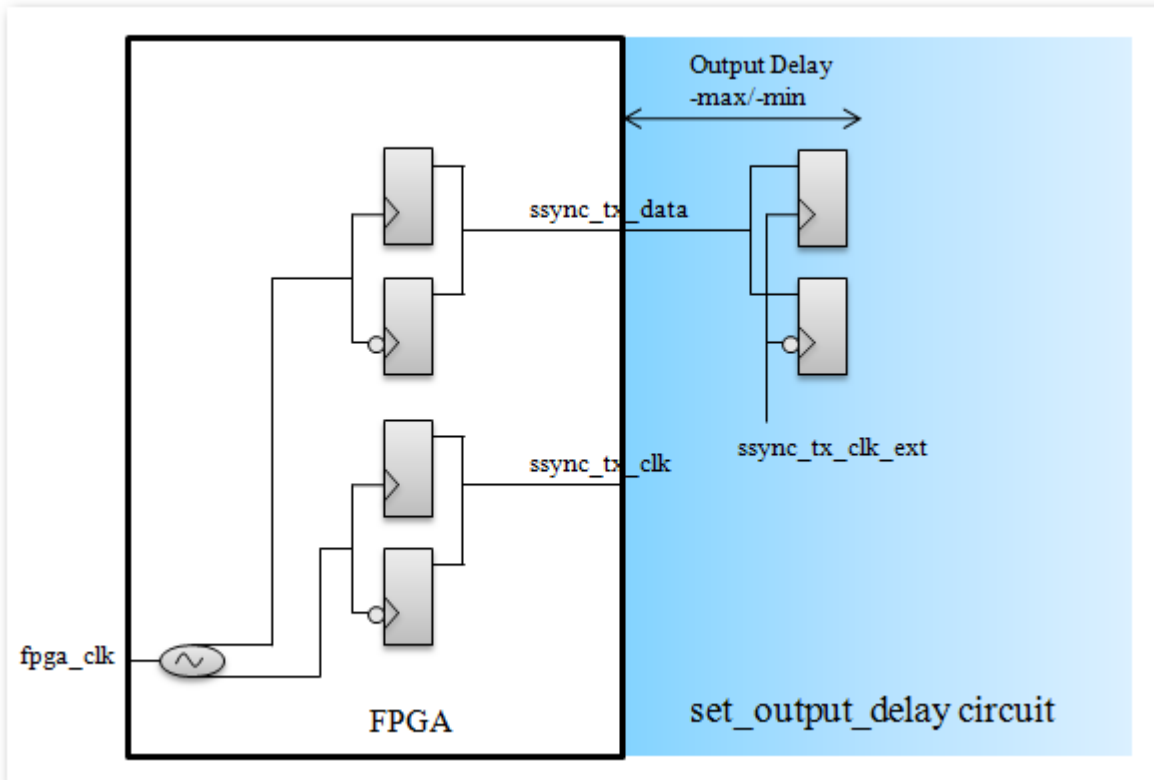 Output Delay
-max/-min
ssync_tx_data
ssync_tx_clk
ssync_tx_clk_ext
fpga_clk
FPGA
set_output_delay circuit